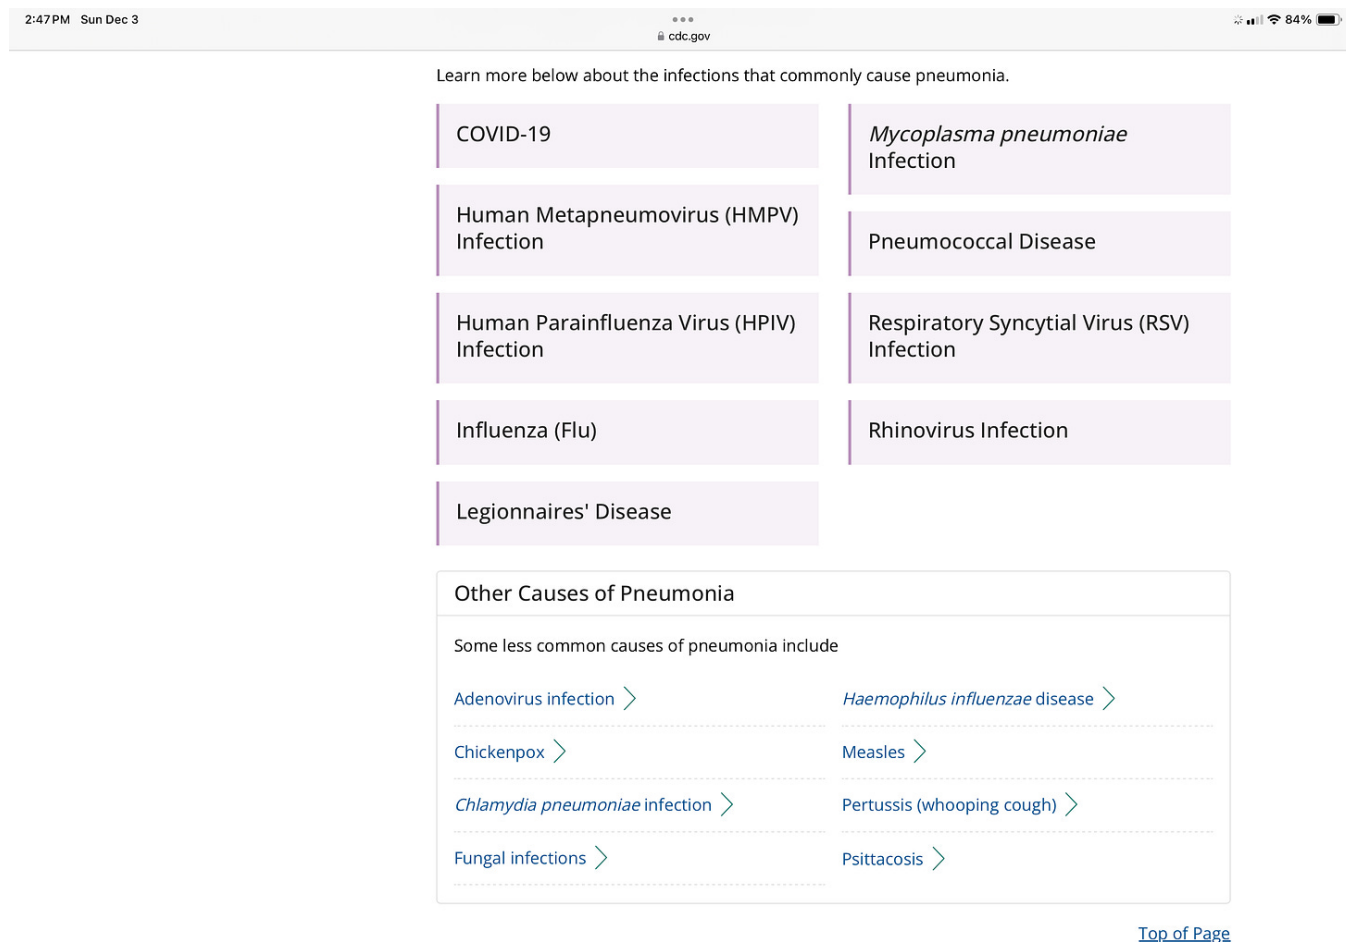 2:47 PM Sun Dec 3
84%
cdc.gov
Learn more below about the infections that commonly cause pneumonia.
COVID-19
Human Metapneumovirus (HMPV)
Infection
Human Parainfluenza Virus (HPIV)
Infection
Influenza (Flu)
Legionnaires' Disease
Mycoplasma pneumoniae
Infection
Pneumococcal Disease
Respiratory Syncytial Virus (RSV)
Infection
Rhinovirus Infection
Other Causes of Pneumonia
Some less common causes of pneumonia include
Adenovirus infection
Chickenpox
Chlamydia pneumoniae infection
Fungal infections
Haemophilus influenzae disease
Measles
Pertussis (whooping cough)
Psittacosis
Top of Page